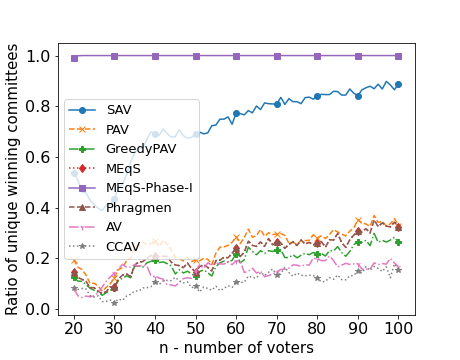 Ratio of unique winning committees
1.0
0.8
0.6
0.4
0.2
0.0
SAV
PAV
GreedyPAV
MEqS
MEqS-Phase-I
Phragmen
AV
CCAV
20 30 40 50 60 70 80 90 100
n - number of voters